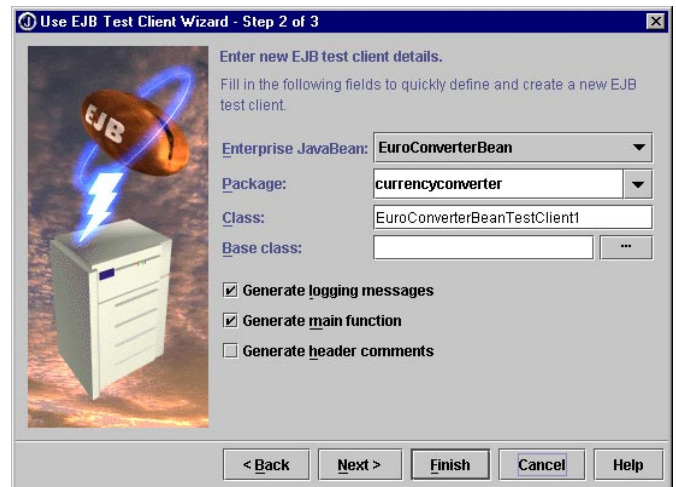 Use EJB Test Client Wizard - Step 2 of 3
Enter new EJB test client details.
Fill in the following fields to quickly define and create a new EJB
test client.
EJB
Enterprise JavaBean: EuroConverterBean
Package: currencyconverter
Class: EuroConverterBeanTestClient1
Base class: ...
Generate logging messages
Generate main function
Generate header comments
< Back Next > Finish Cancel Help